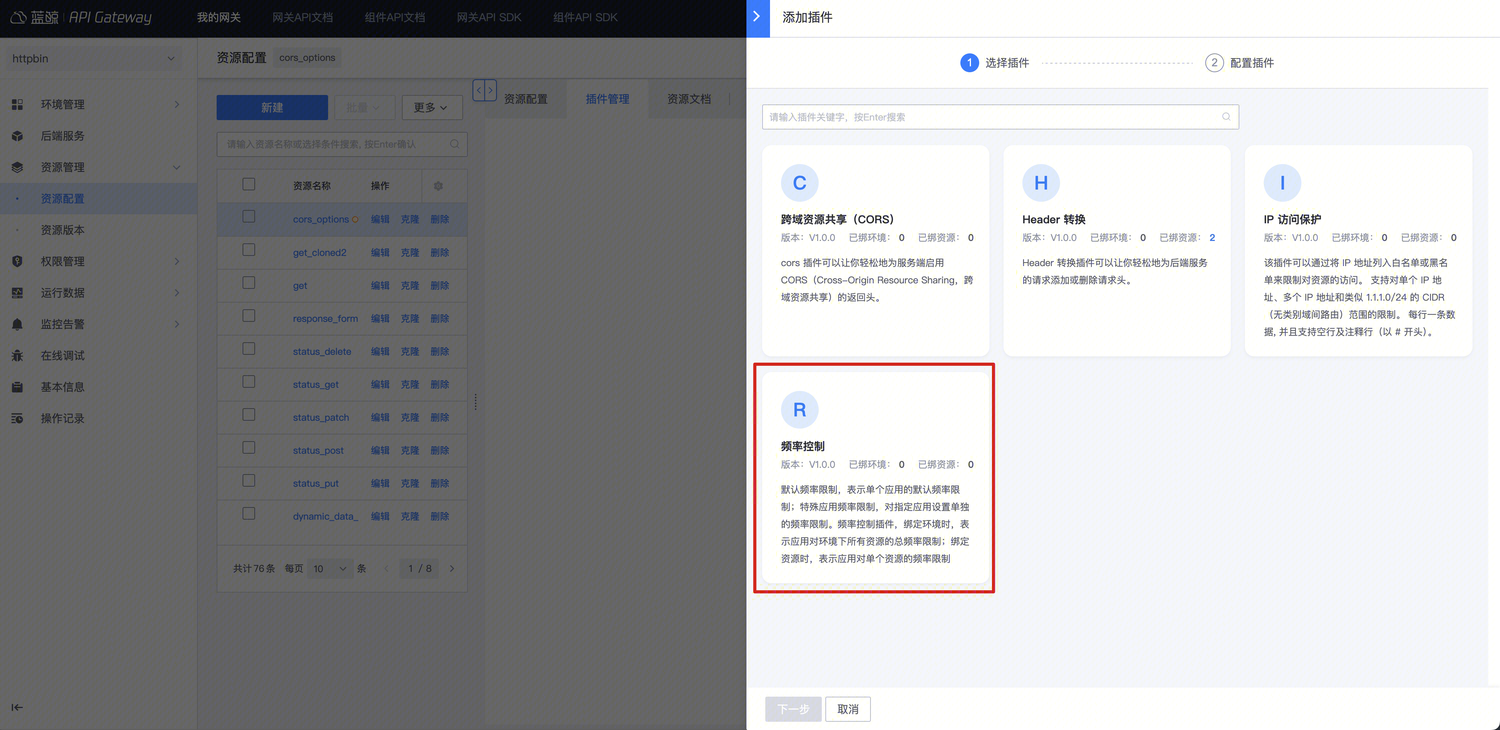 蓝鲸 | API Gateway
我的网关
网关API文档
组件API文档
网关API SDK
组件API SDK
httpbin
环境管理
后端服务
资源管理
资源配置
资源版本
权限管理
运行数据
监控告警
在线调试
基本信息
操作记录
资源配置 cors_options
新建 批量 更多
请输入资源名称或选择条件搜索, 按Enter确认
资源名称 操作
cors_options 编辑 克隆 删除
get_cloned2 编辑 克隆 删除
get 编辑 克隆 删除
response_form 编辑 克隆 删除
status_delete 编辑 克隆 删除
status_get 编辑 克隆 删除
status_patch 编辑 克隆 删除
status_post 编辑 克隆 删除
status_put 编辑 克隆 删除
dynamic_data_ 编辑 克隆 删除
共计76条 每页 10 条 1 / 8
资源配置 插件管理 资源文档
添加插件
1 选择插件 2 配置插件
请输入插件关键字，按Enter搜索
C
跨域资源共享（CORS）
版本：V1.0.0 已绑环境： 0 已绑资源： 0
cors 插件可以让你轻松地为服务端启用
CORS（Cross-Origin Resource Sharing，跨
域资源共享）的返回头。
H
Header 转换
版本：V1.0.0 已绑环境： 0 已绑资源： 2
Header 转换插件可以让你轻松地为后端服务
的请求添加或删除请求头。
I
IP 访问保护
版本：V1.0.0 已绑环境： 0 已绑资源： 0
该插件可以通过将 IP 地址列入白名单或黑名
单来限制对资源的访问。 支持对单个 IP 地
址、多个 IP 地址和类似 1.1.1.0/24 的 CIDR
（无类别域间路由）范围的限制。 每行一条数
据, 并且支持空行及注释行（以 # 开头）。
R
频率控制
版本：V1.0.0 已绑环境： 0 已绑资源： 0
默认频率限制，表示单个应用的默认频率限
制；特殊应用频率限制，对指定应用设置单独
的频率限制。频率控制插件，绑定环境时，表
示应用对环境下所有资源的总频率限制；绑定
资源时，表示应用对单个资源的频率限制
下一步 取消